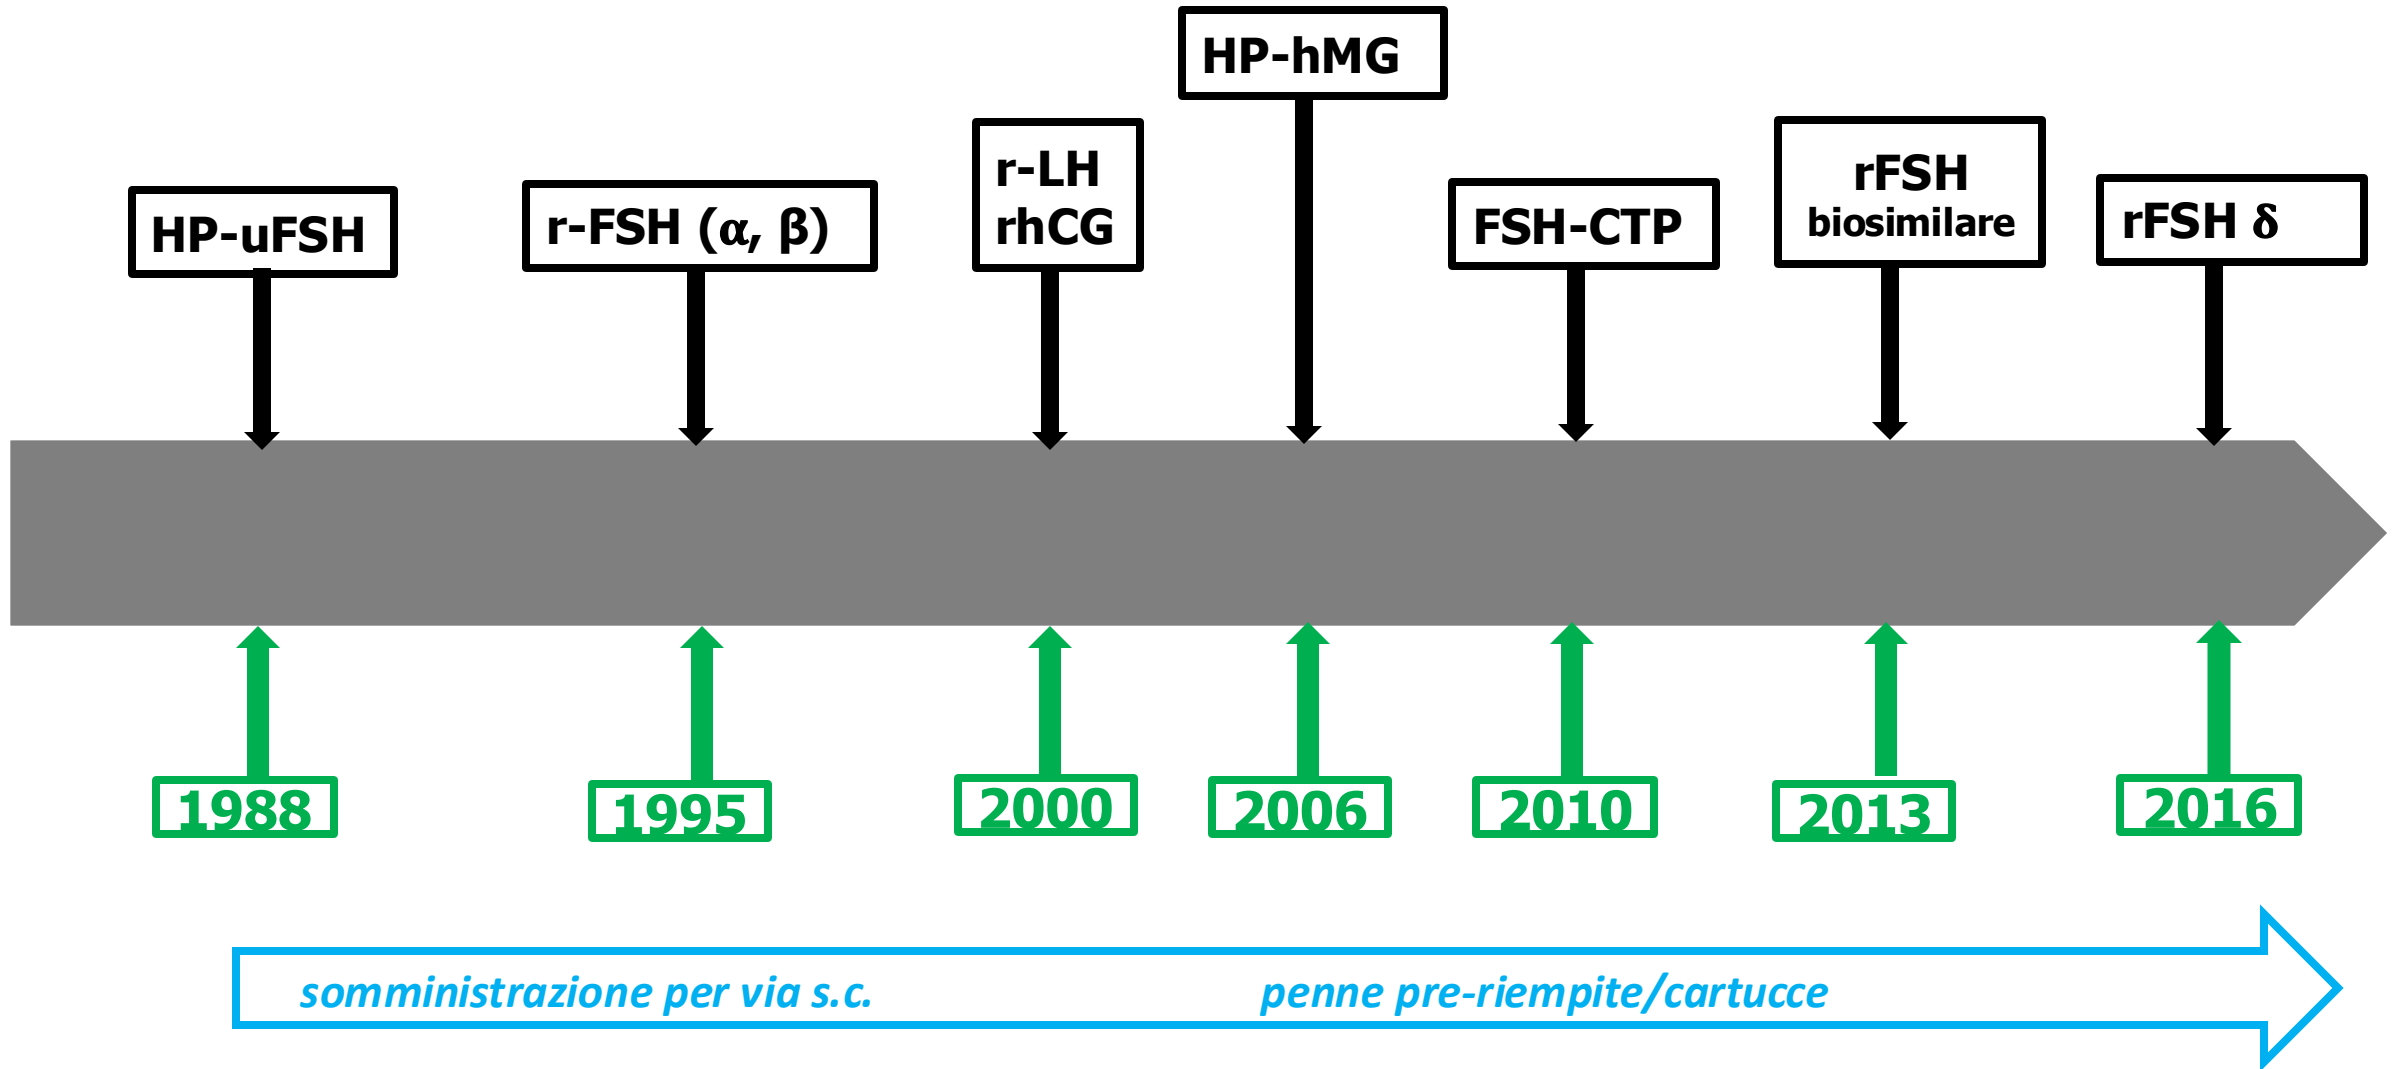 HP-hMG
r-LH
rhCG
rFSH
biosimilare
HP-uFSH
r-FSH (α, β)
FSH-CTP
rFSH δ
1988
1995
2000
2006
2010
2013
2016
somministrazione per via s.c.
penne pre-riempite/cartucce